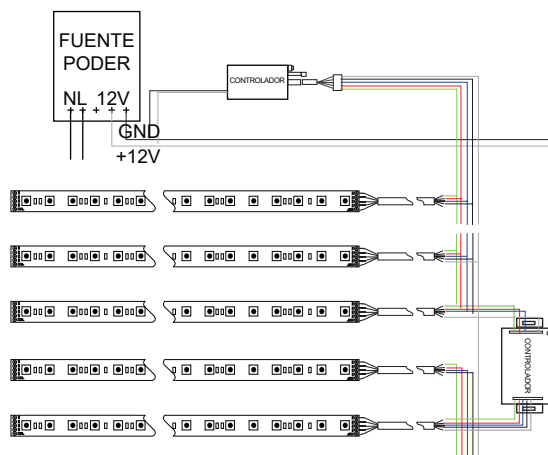 FUENTE
PODER
NL + 12V
+ + + +
GND
+12V
CONTROLADOR
CONTROLADOR